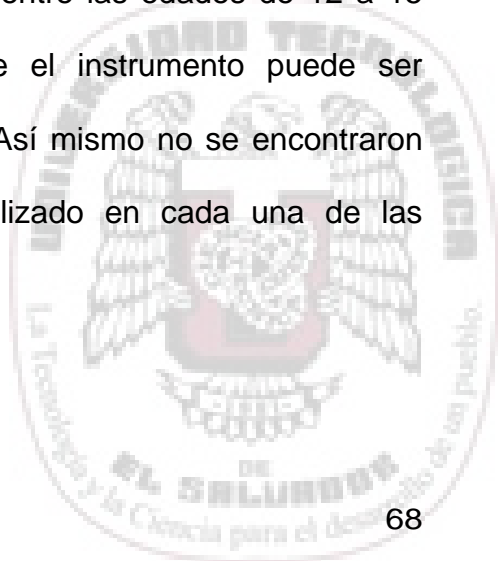 entre las edades de 12 a
e el instrumento puede ser
Así mismo no se encontraron
lizado en cada una de las
UNIVERSIDAD TECNOLOGICA
DE
EL SALVADOR
La Tecnología y la Ciencia para el desarrollo de un pueblo.
68